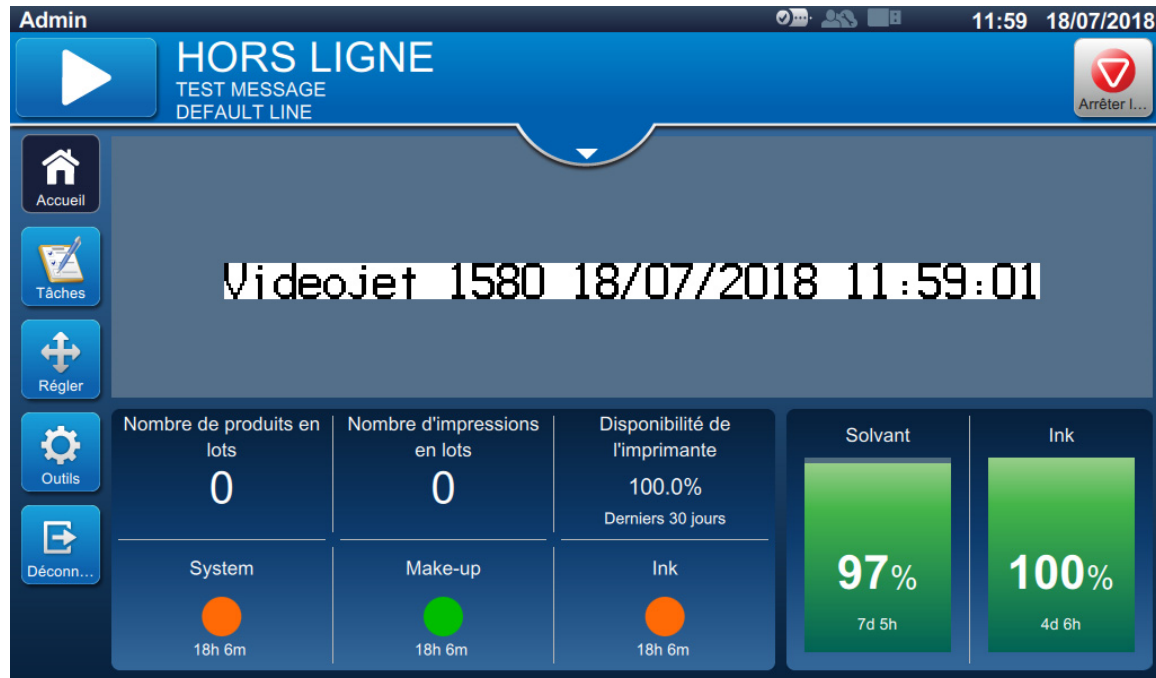 Admin 11:59 18/07/2018
HORS LIGNE
TEST MESSAGE
DEFAULT LINE
Arrêter l...
Accueil
Tâches
Régler
Outils
Déconn...
Videojet 1580 18/07/2018 11:59:01
Nombre de produits en
lots
0
Nombre d'impressions
en lots
0
Disponibilité de
l'imprimante
100.0%
Derniers 30 jours
System
18h 6m
Make-up
18h 6m
Ink
18h 6m
Solvant
97%
7d 5h
Ink
100%
4d 6h